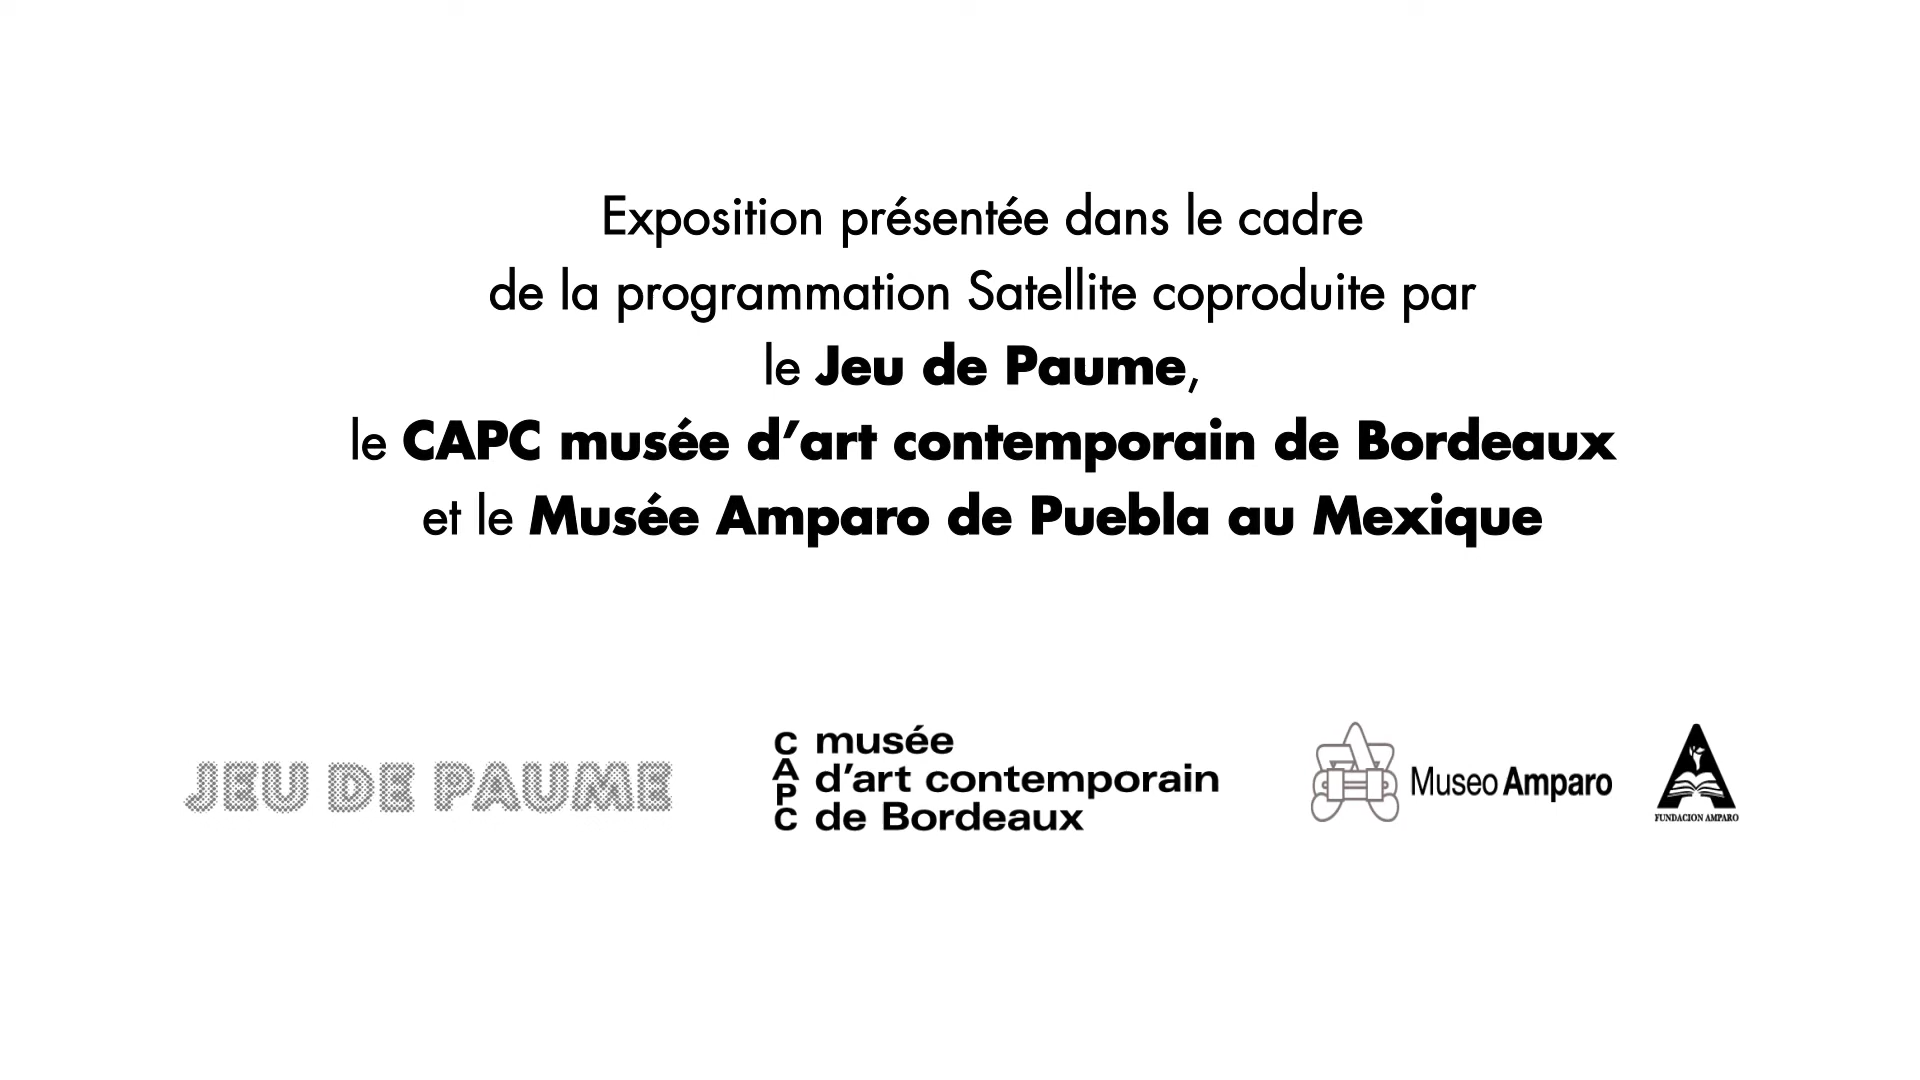 Exposition présentée dans le cadre
de la programmation Satellite coproduite par
le Jeu de Paume,
le CAPC musée d’art contemporain de Bordeaux
et le Musée Amparo de Puebla au Mexique
JEU DE PAUME
CAPC
musée
d’art contemporain
de Bordeaux
Museo Amparo
FUNDACION AMPARO